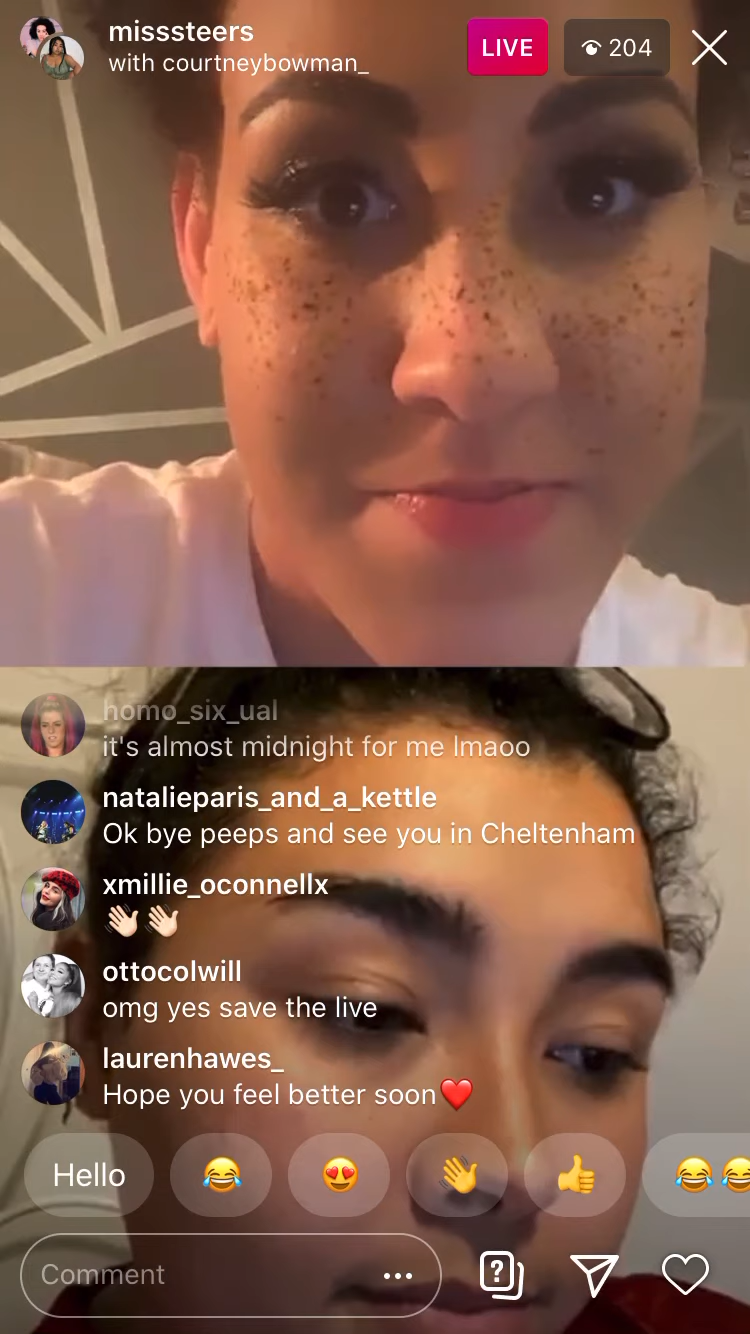 misssteers
with courtneybowman_
LIVE
204
homo_six_ual
it's almost midnight for me lmaoo
natalieparis_and_a_kettle
Ok bye peeps and see you in Cheltenham
xmillie_oconnellx
👋🏻👋🏻
ottocolwill
omg yes save the live
laurenhawes_
Hope you feel better soon❤️
Hello 😂 😍 👋 👍 😂😂
Comment